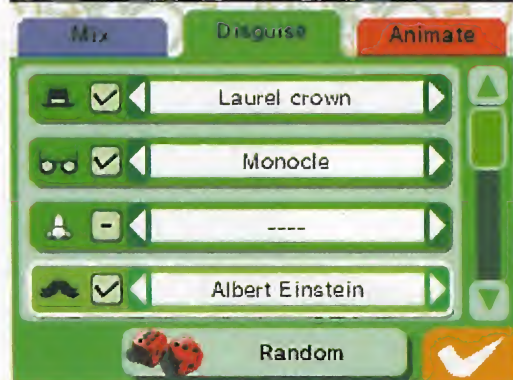 Mix Disguise Animate
Laurel crown
Monocle
----
Albert Einstein
Random